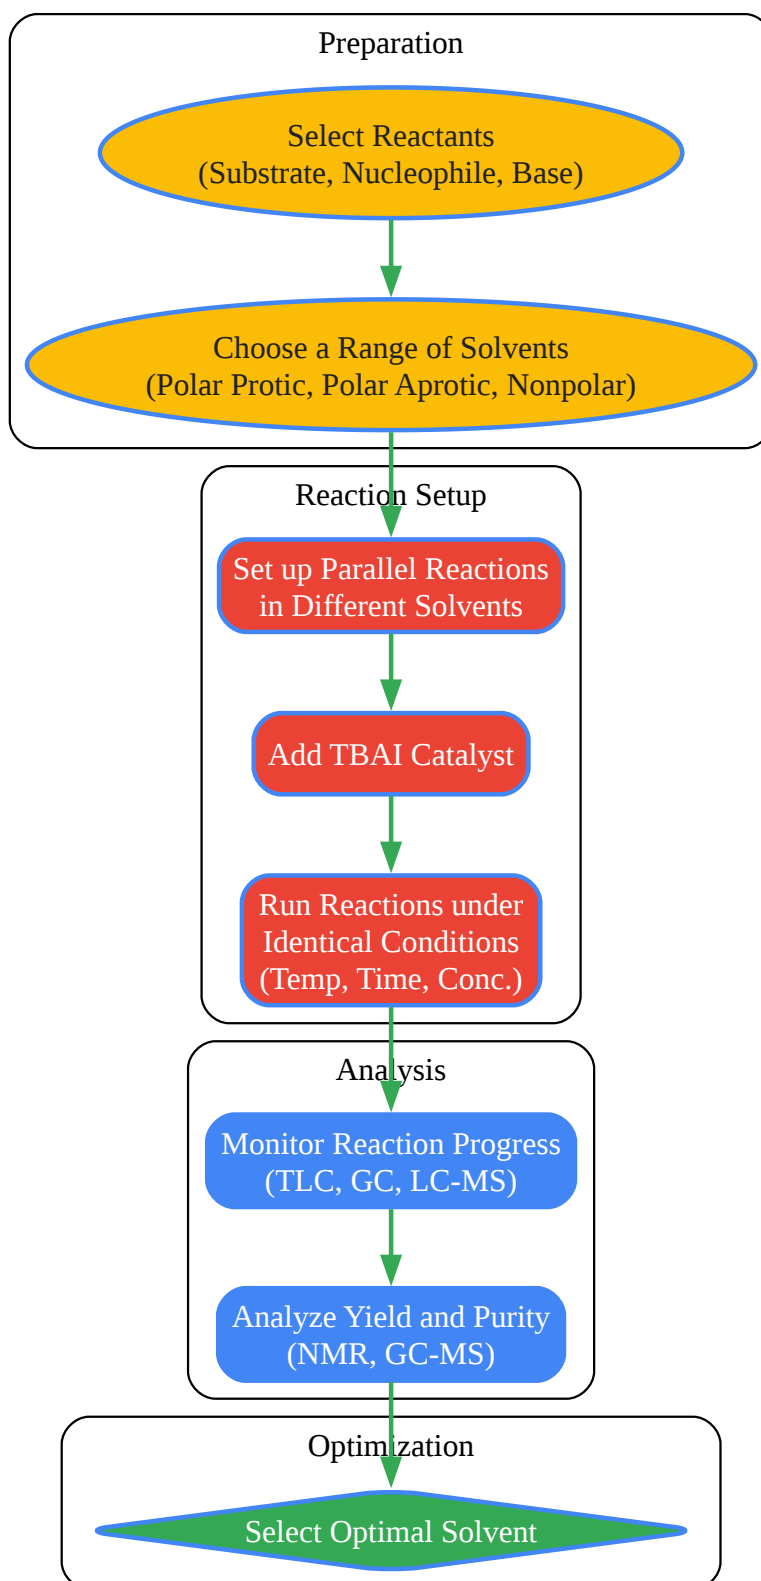 Preparation
Select Reactants
(Substrate, Nucleophile, Base)
Choose a Range of Solvents
(Polar Protic, Polar Aprotic, Nonpolar)
Reaction Setup
Set up Parallel Reactions
in Different Solvents
Add TBAI Catalyst
Run Reactions under
Identical Conditions
(Temp, Time, Conc.)
Analysis
Monitor Reaction Progress
(TLC, GC, LC-MS)
Analyze Yield and Purity
(NMR, GC-MS)
Optimization
Select Optimal Solvent